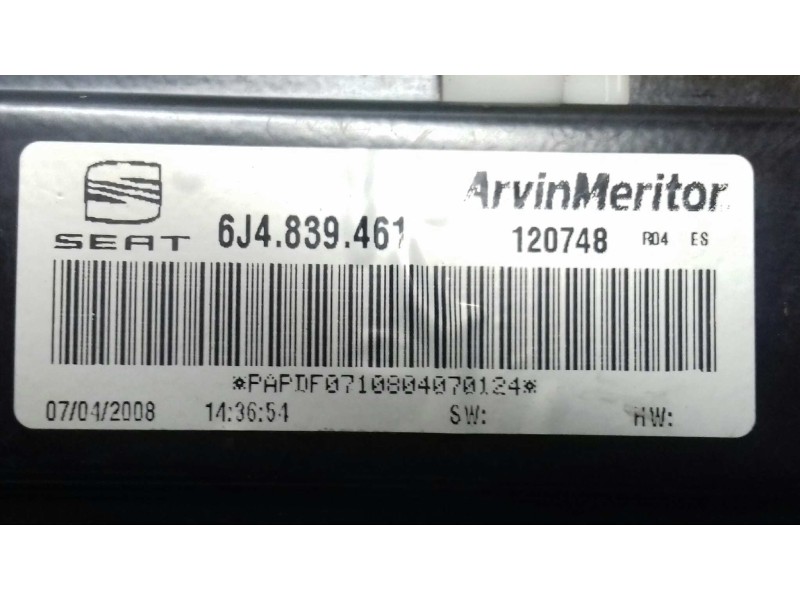 SEAT 6J4.839.461 ArvinMeritor
120748 R04 ES
*PAPDF0710804070124*
07/04/2008 14:36:54 SW: HW: